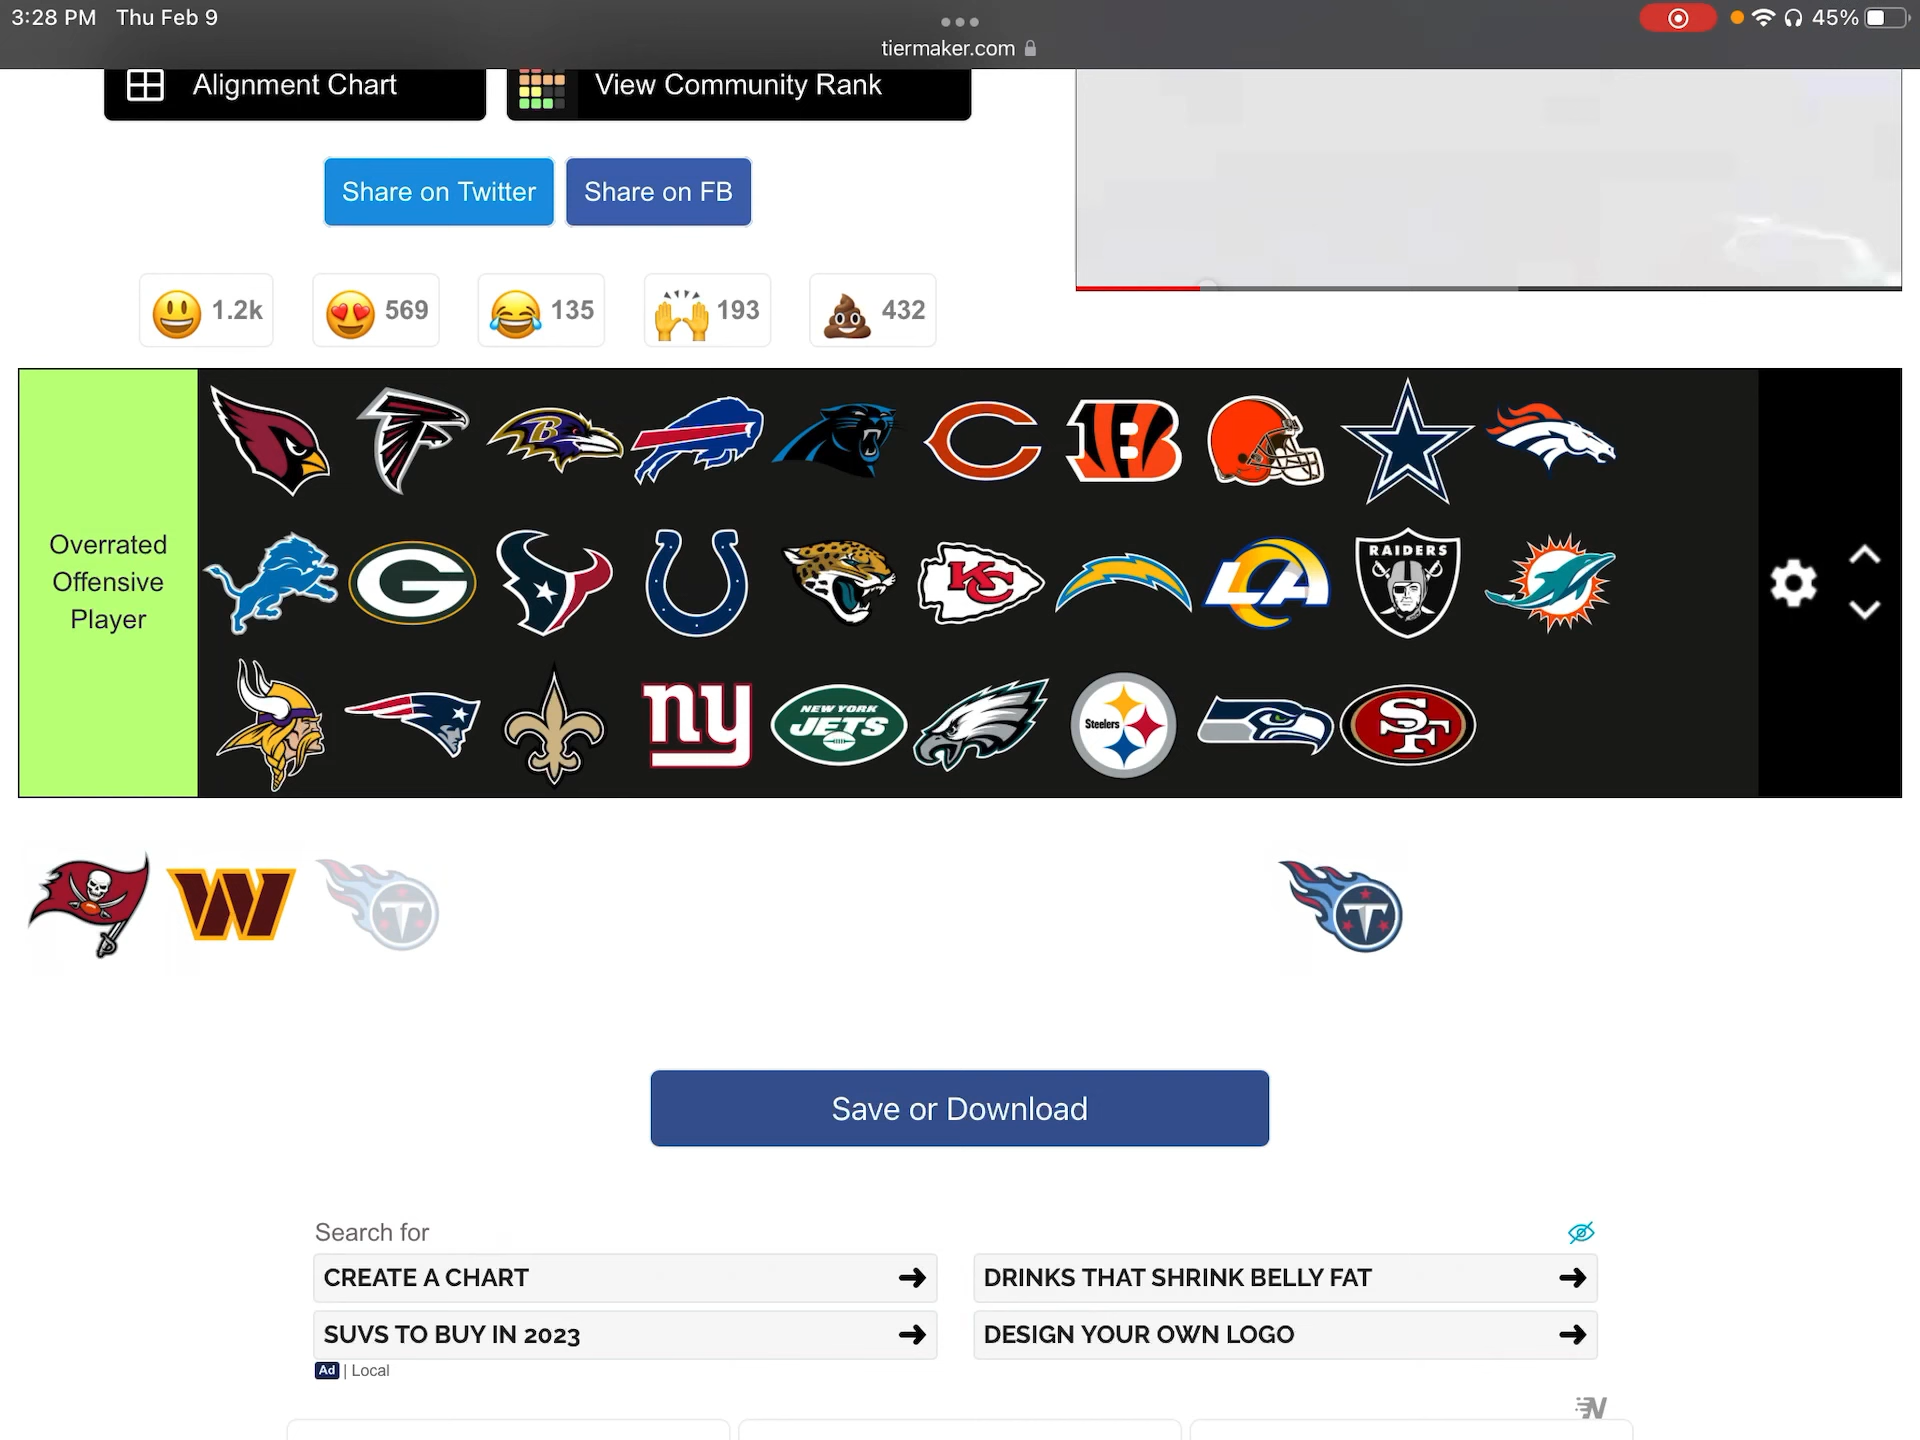 3:28 PM Thu Feb 9
45%
tiermaker.com
Alignment Chart
View Community Rank
Share on Twitter
Share on FB
1.2k
569
135
193
432
Overrated
Offensive
Player
B
C
B
G
KC
LA
RAIDERS
ny
NEW YORK
JETS
Steelers
SF
W
T
T
Save or Download
Search for
CREATE A CHART
DRINKS THAT SHRINK BELLY FAT
SUVS TO BUY IN 2023
DESIGN YOUR OWN LOGO
Ad | Local
N